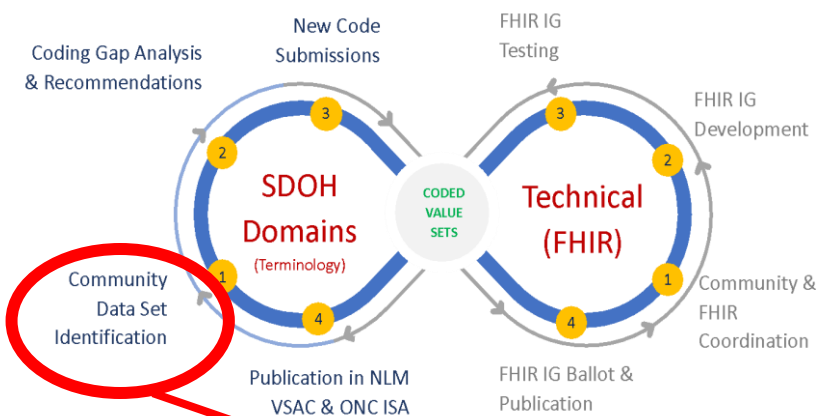 New Code
Submissions
Coding Gap Analysis
& Recommendations
3
2
SDOH
Domains
(Terminology)
1
4
Community
Data Set
Identification
Publication in NLM
VSAC & ONC ISA
CODED
VALUE
SETS
FHIR IG
Testing
FHIR IG
Development
3
2
Technical
(FHIR)
1
4
Community &
FHIR
Coordination
FHIR IG Ballot &
Publication